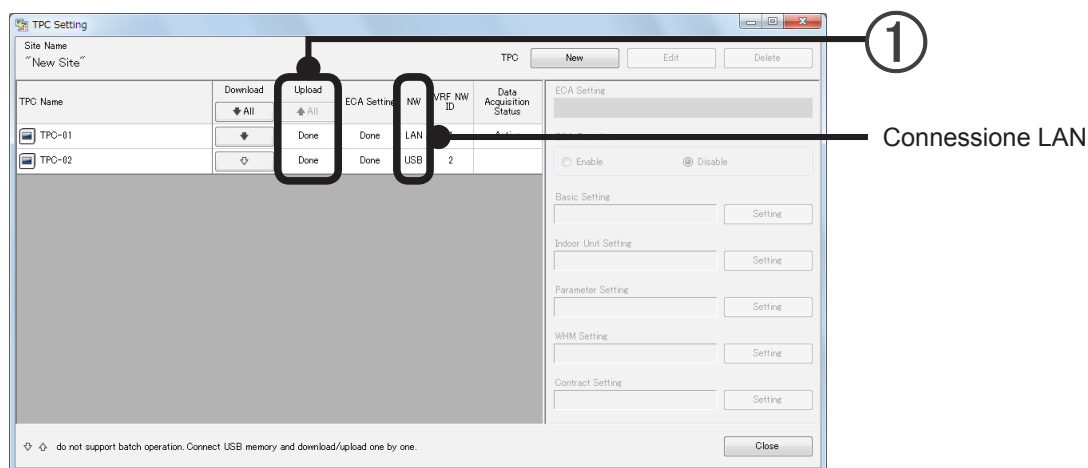 TPC Setting
Site Name
"New Site"
TPC New Edit Delete
①
TPC Name Download Upload ECA Setting NW VRF NW ID Data Acquisition Status
All All
TPC-01 Done Done LAN
TPC-02 Done Done USB 2
ECA Setting
Connessione LAN
Enable Disable
Basic Setting
Setting
Indoor Unit Setting
Setting
Parameter Setting
Setting
WHM Setting
Setting
Contract Setting
Setting
do not support batch operation. Connect USB memory and download/upload one by one.
Close